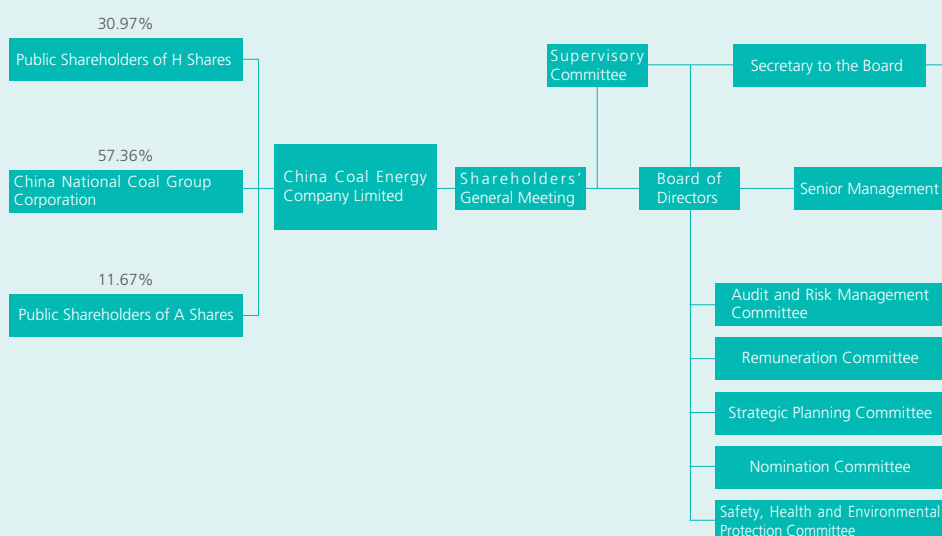 30.97%
Public Shareholders of H Shares
57.36%
China National Coal Group
Corporation
11.67%
Public Shareholders of A Shares
China Coal Energy
Company Limited
Shareholders'
General Meeting
Supervisory
Committee
Board of
Directors
Secretary to the Board
Senior Management
Audit and Risk Management
Committee
Remuneration Committee
Strategic Planning Committee
Nomination Committee
Safety, Health and Environmental
Protection Committee